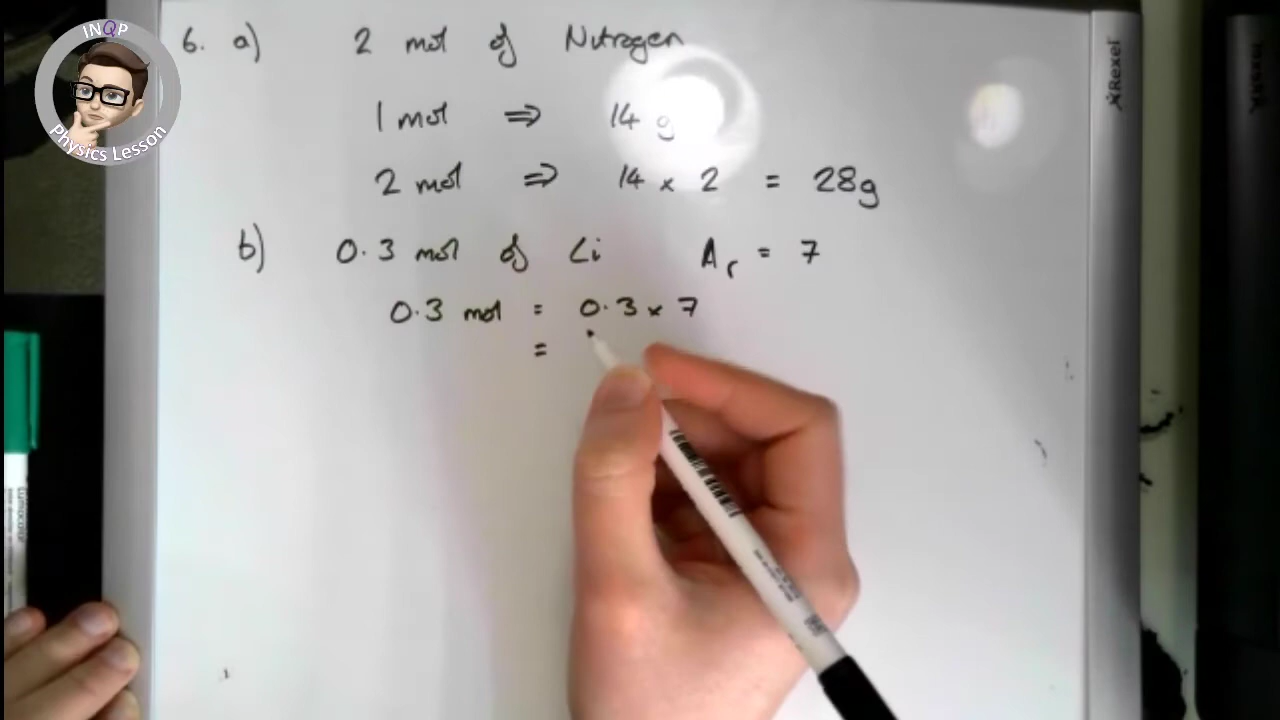 INQP
Physics Lesson
6. a) 2 mol of Nitrogen
1 mol ⇒ 14 g
2 mol ⇒ 14 × 2 = 28g
b) 0.3 mol of Li Ar = 7
0.3 mol = 0.3 × 7
=
Rexel